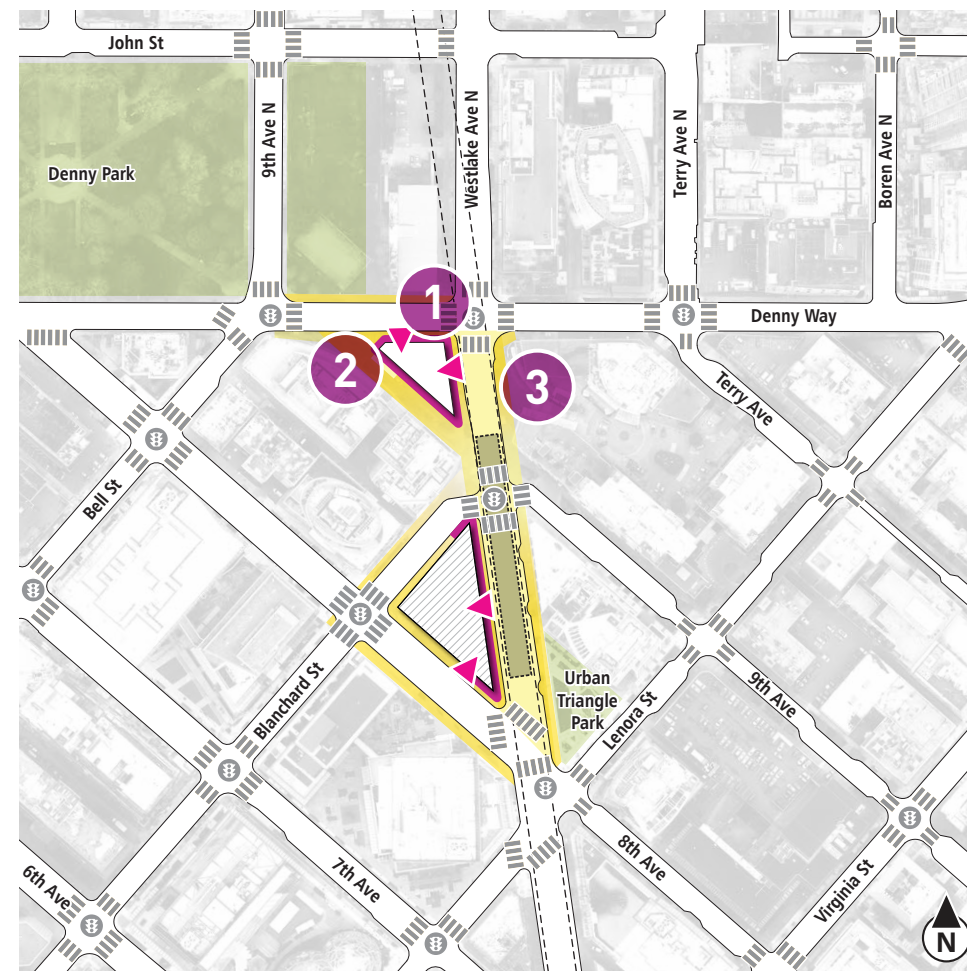 John St
9th Ave N
Westlake Ave N
Terry Ave N
Boren Ave N
Denny Park
1
Denny Way
2
3
Terry Ave
Bell St
Blanchard St
Urban
Triangle
Park
Lenora St
9th Ave
6th Ave
7th Ave
8th Ave
Virginia St
N